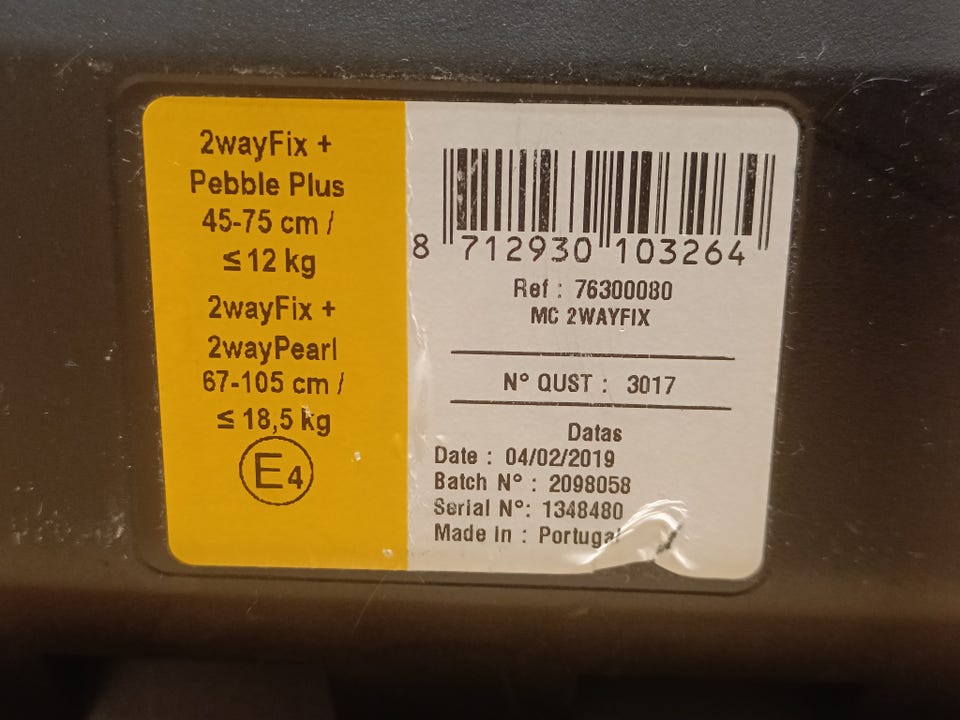 2wayFix +
Pebble Plus
45-75 cm /
≤ 12 kg
2wayFix +
2wayPearl
67-105 cm /
≤ 18,5 kg
E4
8 712930 103264
Ref : 76300080
MC 2WAYFIX
N° QUST : 3017
Datas
Date : 04/02/2019
Batch N° : 2098058
Serial N°: 1348480
Made In : Portugal